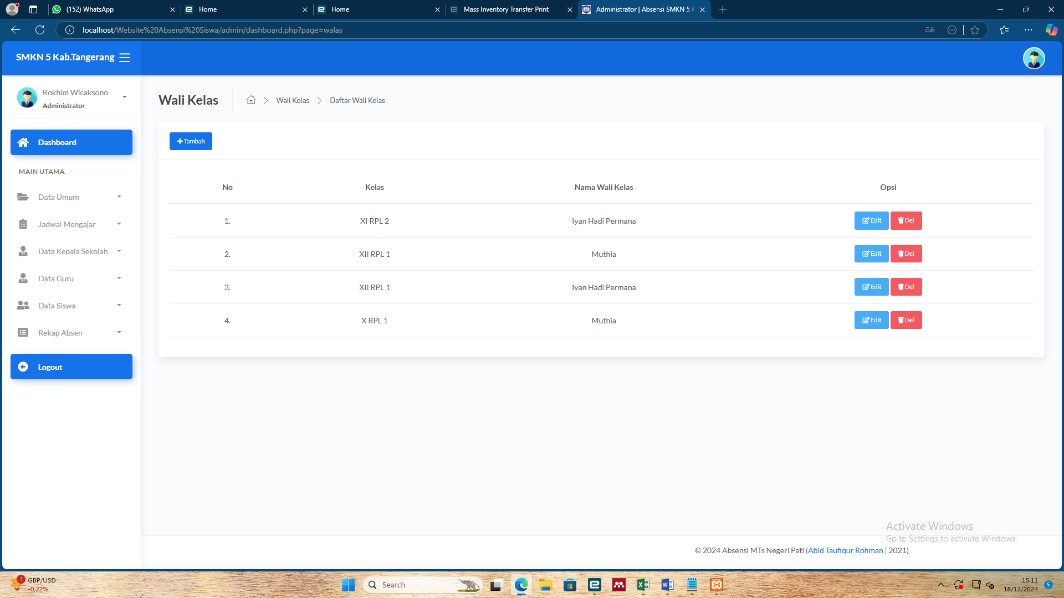 (152) WhatsApp
Home
Home
Mass Inventory Transfer Print
Administrator | Absensi SMKN 5
localhost/Website%20Absensi%20Siswa/admin/dashboard.php?page=walas
SMKN 5 Kab.Tangerang
Rokhim Wicaksono
Administrator
Dashboard
MAIN UTAMA
Data Umum
Jadwal Mengajar
Data Kepala Sekolah
Data Guru
Data Siswa
Rekap Absen
Logout
Wali Kelas
Wali Kelas
Daftar Wali Kelas
+Tambah
No Kelas Nama Wali Kelas Opsi
1. XI RPL 2 Iyan Hadi Permana Edit Del
2. XII RPL 1 Muthia Edit Del
3. XII RPL 1 Iyan Hadi Permana Edit Del
4. X RPL 1 Muthia Edit Del
Activate Windows
Go to Settings to activate Windows.
© 2024 Absensi MTs Negeri Pati (Abid Taufiqur Rohman | 2021)
GBP/USD
-0,22%
Search
15:11
16/12/2024